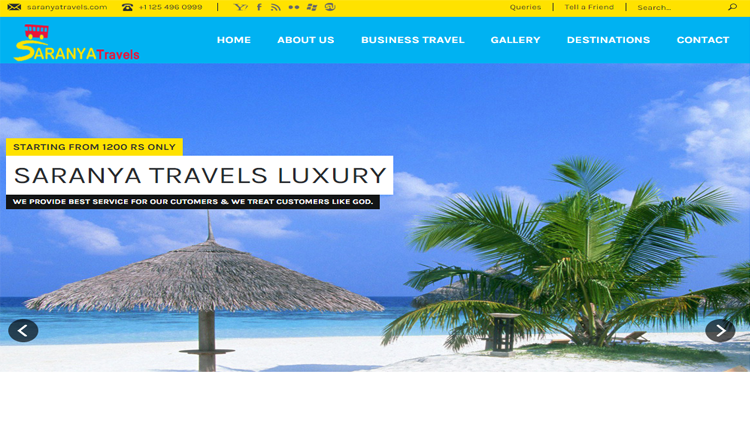 saranyatravels.com +1 125 496 0999 Queries Tell a Friend Search...
SARANYA Travels
HOME ABOUT US BUSINESS TRAVEL GALLERY DESTINATIONS CONTACT
STARTING FROM 1200 RS ONLY
SARANYA TRAVELS LUXURY
WE PROVIDE BEST SERVICE FOR OUR CUTOMERS & WE TREAT CUSTOMERS LIKE GOD.